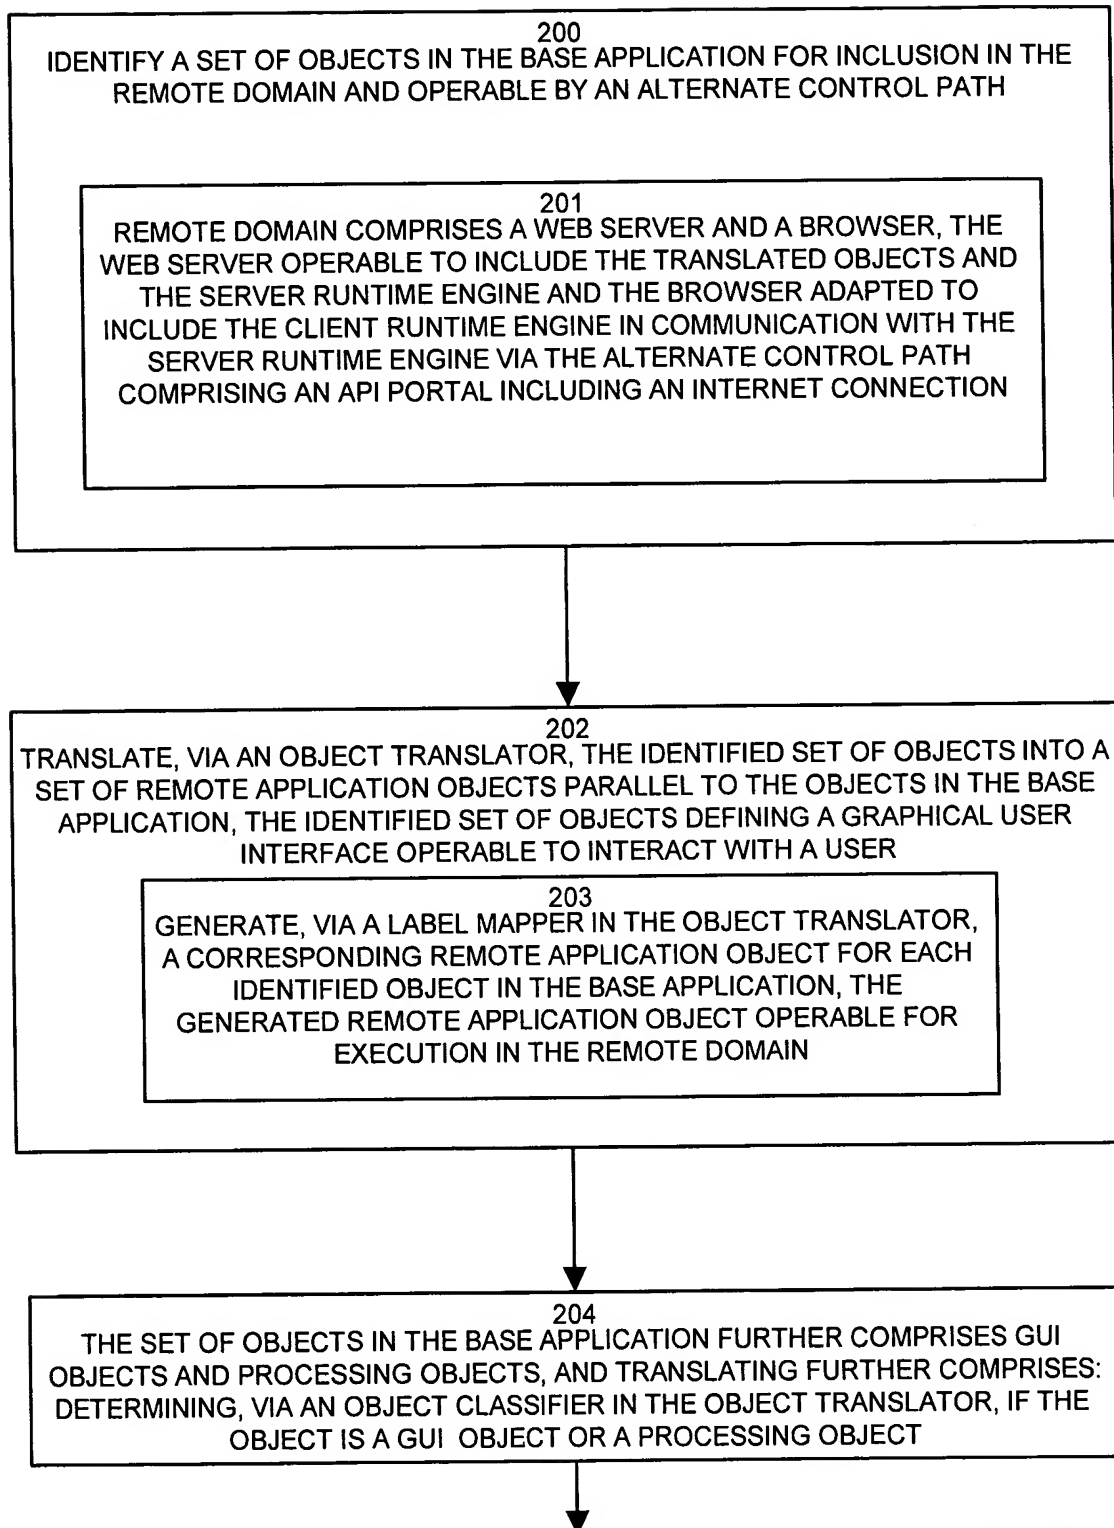 200
IDENTIFY A SET OF OBJECTS IN THE BASE APPLICATION FOR INCLUSION IN THE
REMOTE DOMAIN AND OPERABLE BY AN ALTERNATE CONTROL PATH
201
REMOTE DOMAIN COMPRISES A WEB SERVER AND A BROWSER, THE
WEB SERVER OPERABLE TO INCLUDE THE TRANSLATED OBJECTS AND
THE SERVER RUNTIME ENGINE AND THE BROWSER ADAPTED TO
INCLUDE THE CLIENT RUNTIME ENGINE IN COMMUNICATION WITH THE
SERVER RUNTIME ENGINE VIA THE ALTERNATE CONTROL PATH
COMPRISING AN API PORTAL INCLUDING AN INTERNET CONNECTION
202
TRANSLATE, VIA AN OBJECT TRANSLATOR, THE IDENTIFIED SET OF OBJECTS INTO A
SET OF REMOTE APPLICATION OBJECTS PARALLEL TO THE OBJECTS IN THE BASE
APPLICATION, THE IDENTIFIED SET OF OBJECTS DEFINING A GRAPHICAL USER
INTERFACE OPERABLE TO INTERACT WITH A USER
203
GENERATE, VIA A LABEL MAPPER IN THE OBJECT TRANSLATOR,
A CORRESPONDING REMOTE APPLICATION OBJECT FOR EACH
IDENTIFIED OBJECT IN THE BASE APPLICATION, THE
GENERATED REMOTE APPLICATION OBJECT OPERABLE FOR
EXECUTION IN THE REMOTE DOMAIN
204
THE SET OF OBJECTS IN THE BASE APPLICATION FURTHER COMPRISES GUI
OBJECTS AND PROCESSING OBJECTS, AND TRANSLATING FURTHER COMPRISES:
DETERMINING, VIA AN OBJECT CLASSIFIER IN THE OBJECT TRANSLATOR, IF THE
OBJECT IS A GUI OBJECT OR A PROCESSING OBJECT